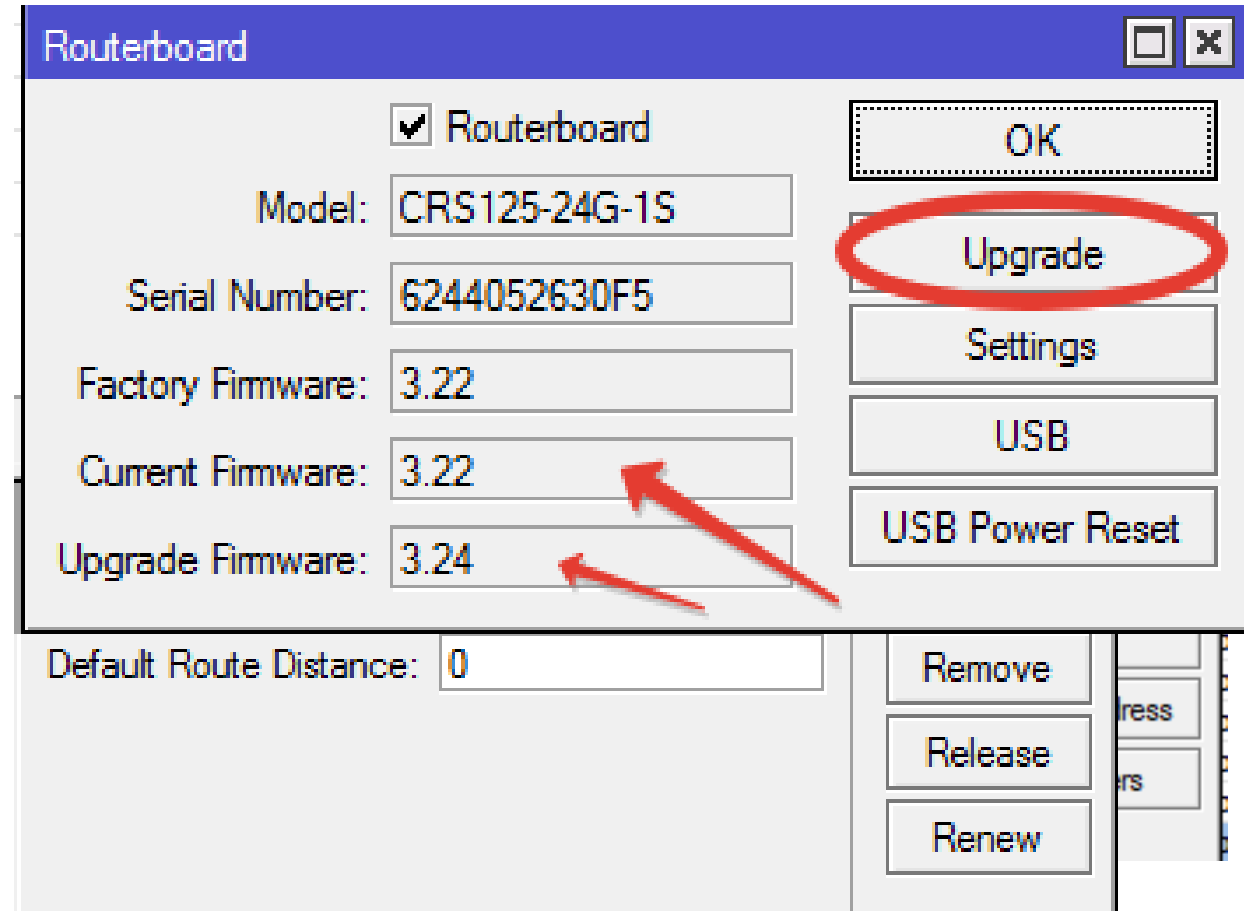 Routerboard
Routerboard
OK
Model: CRS125-24G-1S
Upgrade
Serial Number: 6244052630F5
Settings
Factory Firmware: 3.22
USB
Current Firmware: 3.22
USB Power Reset
Upgrade Firmware: 3.24
Default Route Distance: 0
Remove
Release
Renew